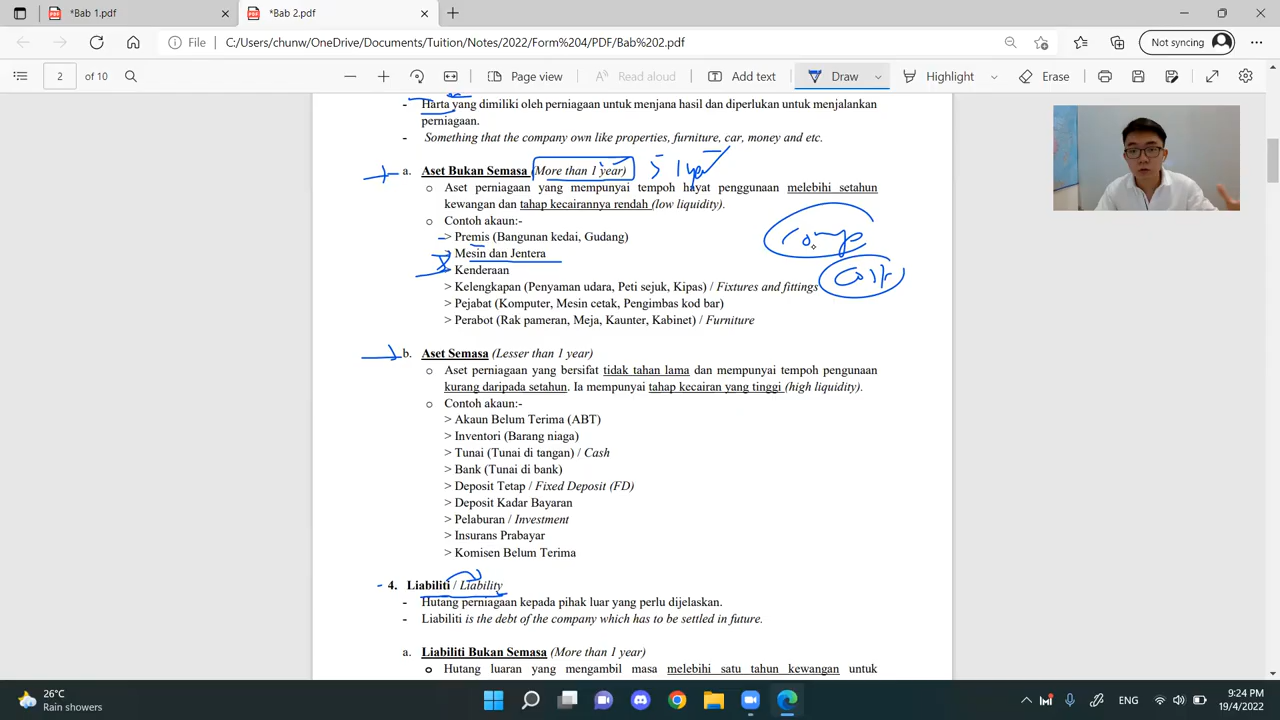 *Bab 1.pdf
*Bab 2.pdf
File C:/Users/chunw/OneDrive/Documents/Tuition/Notes/2022/Form%204/PDF/Bab%202.pdf
Not syncing
2 of 10
Page view
Read aloud
Add text
Draw
Highlight
Erase
- Harta yang dimiliki oleh perniagaan untuk menjana hasil dan diperlukan untuk menjalankan
perniagaan.
- Something that the company own like properties, furniture, car, money and etc.
a. Aset Bukan Semasa (More than 1 year) 5 1 year
o Aset perniagaan yang mempunyai tempoh hayat penggunaan melebihi setahun
kewangan dan tahap kecairannya rendah (low liquidity).
o Contoh akaun:-
> Premis (Bangunan kedai, Gudang)
> Mesin dan Jentera
> Kenderaan
> Kelengkapan (Penyaman udara, Peti sejuk, Kipas) / Fixtures and fittings
> Pejabat (Komputer, Mesin cetak, Pengimbas kod bar)
> Perabot (Rak pameran, Meja, Kaunter, Kabinet) / Furniture
b. Aset Semasa (Lesser than 1 year)
o Aset perniagaan yang bersifat tidak tahan lama dan mempunyai tempoh pengunaan
kurang daripada setahun. Ia mempunyai tahap kecairan yang tinggi (high liquidity).
o Contoh akaun:-
> Akaun Belum Terima (ABT)
> Inventori (Barang niaga)
> Tunai (Tunai di tangan) / Cash
> Bank (Tunai di bank)
> Deposit Tetap / Fixed Deposit (FD)
> Deposit Kadar Bayaran
> Pelaburan / Investment
> Insurans Prabayar
> Komisen Belum Terima
4. Liabiliti / Liability
- Hutang perniagaan kepada pihak luar yang perlu dijelaskan.
- Liabiliti is the debt of the company which has to be settled in future.
a. Liabiliti Bukan Semasa (More than 1 year)
o Hutang luaran yang mengambil masa melebihi satu tahun kewangan untuk
26°C
Rain showers
ENG
9:24 PM
19/4/2022